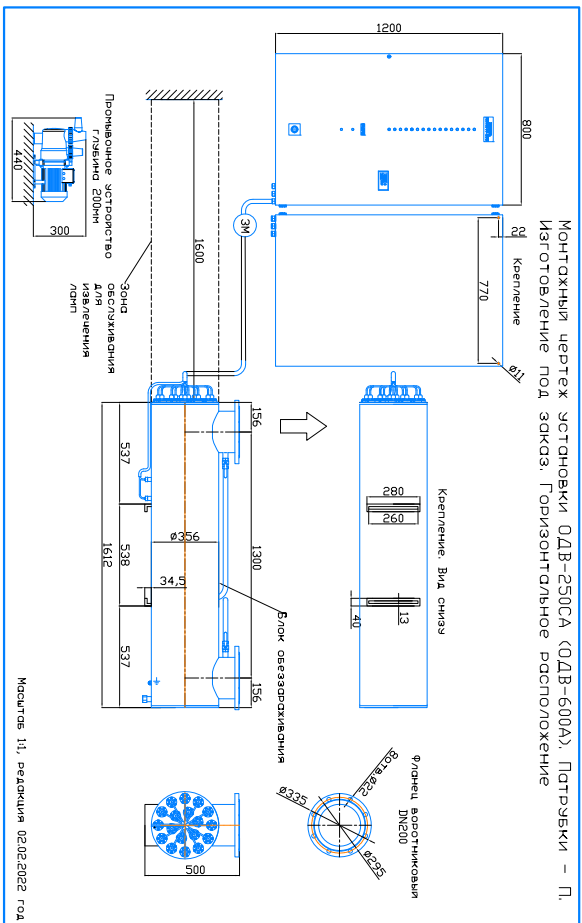 Монтажный чертеж установки ОДВ-250СА (ОДВ-600А). Патрубки - П.
Изготовление под заказ. Горизонтальное расположение
1200
800
22
Крепление
770
ø11
3М
1600
Промывочное устройство
глубина 200мм
440
300
Зона
обслуживания
для
извлечения
ламп
156
537
1300
ø356
538
1612
34,5
537
156
Блок обеззараживания
Крепление. Вид снизу
280
260
13
40
Фланец воротниковый
DN200
8отв.ø22
ø335
ø295
500
Масштаб 1:1, редакция 02.02.2022 год